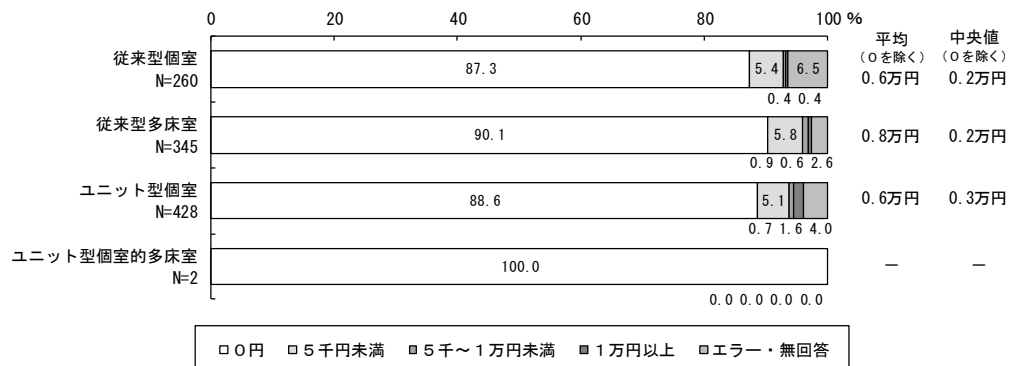 0 20 40 60 80 100 %
平均 中央値
（０を除く） （０を除く）
従来型個室
N=260
87.3 5.4 6.5 0.6万円 0.2万円
0.4 0.4
従来型多床室
N=345
90.1 5.8 0.8万円 0.2万円
0.9 0.6 2.6
ユニット型個室
N=428
88.6 5.1 0.6万円 0.3万円
0.7 1.6 4.0
ユニット型個室的多床室
N=2
100.0 － －
0.0 0.0 0.0 0.0
０円 ５千円未満 ５千～１万円未満 １万円以上 エラー・無回答